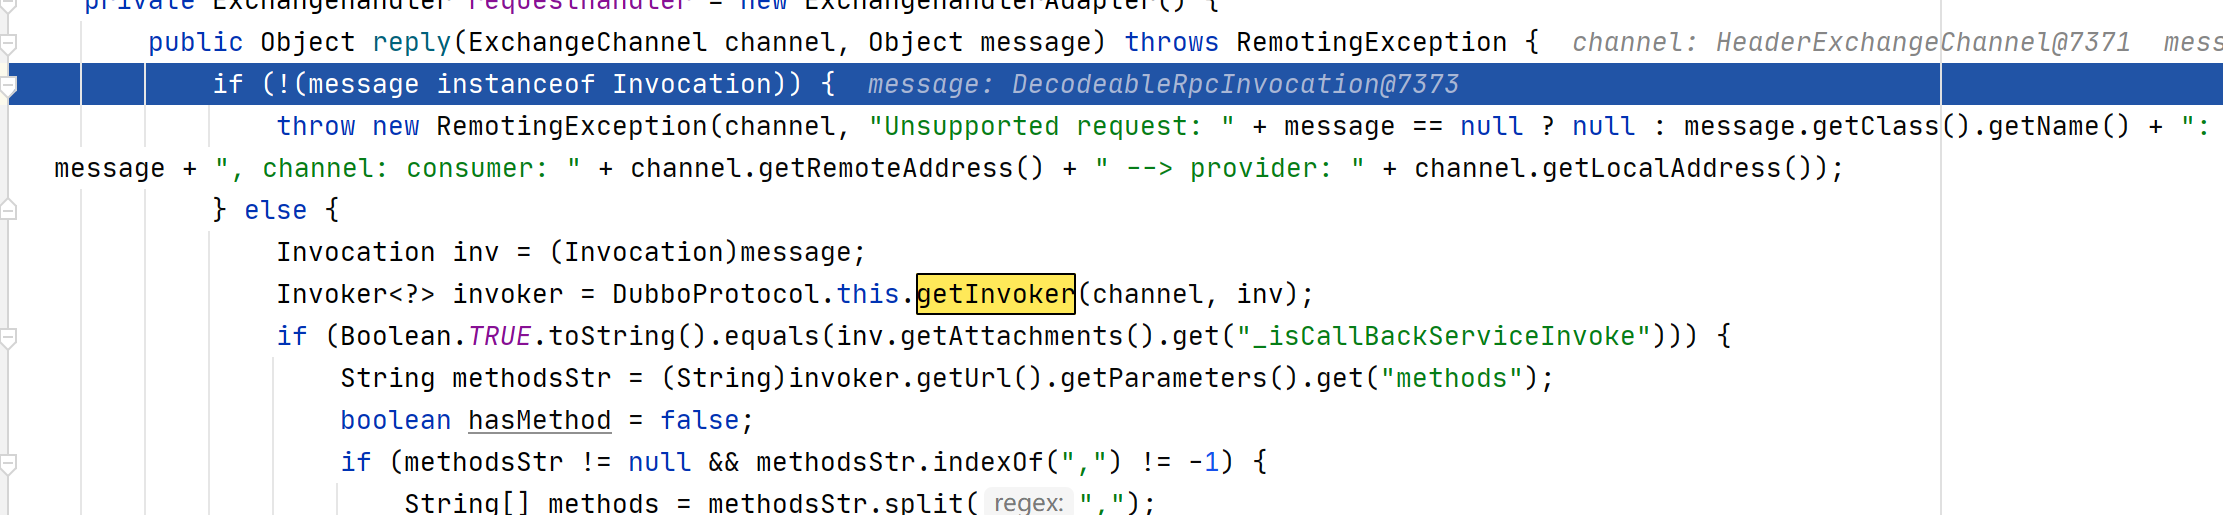 private ExchangeHandler requestHandler = new ExchangeHandlerAdapter() {
public Object reply(ExchangeChannel channel, Object message) throws RemotingException {  channel: HeaderExchangeChannel@7371  mess
if (!(message instanceof Invocation)) {  message: DecodeableRpcInvocation@7373
throw new RemotingException(channel, "Unsupported request: " + message == null ? null : message.getClass().getName() + ":
message + ", channel: consumer: " + channel.getRemoteAddress() + " --> provider: " + channel.getLocalAddress());
} else {
Invocation inv = (Invocation)message;
Invoker<?> invoker = DubboProtocol.this.getInvoker(channel, inv);
if (Boolean.TRUE.toString().equals(inv.getAttachments().get("_isCallBackServiceInvoke"))) {
String methodsStr = (String)invoker.getUrl().getParameters().get("methods");
boolean hasMethod = false;
if (methodsStr != null && methodsStr.indexOf(",") != -1) {
String[] methods = methodsStr.split( regex: ",");